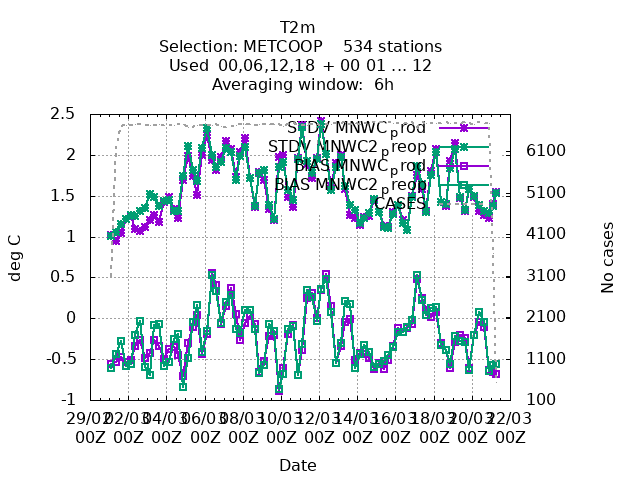 T2m
Selection: METCOOP    534 stations
Used  00,06,12,18 + 00 01 ... 12
Averaging window:  6h
STDV MNWC_prod
STDV MNWC2_preop
BIAS MNWC_prod
BIAS MNWC2_preop
CASES
2.5
2
1.5
1
0.5
0
-0.5
-1
deg C
6100
5100
4100
3100
2100
1100
100
No cases
29/02 02/03 04/03 06/03 08/03 10/03 12/03 14/03 16/03 18/03 20/03 22/03
00Z 00Z 00Z 00Z 00Z 00Z 00Z 00Z 00Z 00Z 00Z 00Z
Date